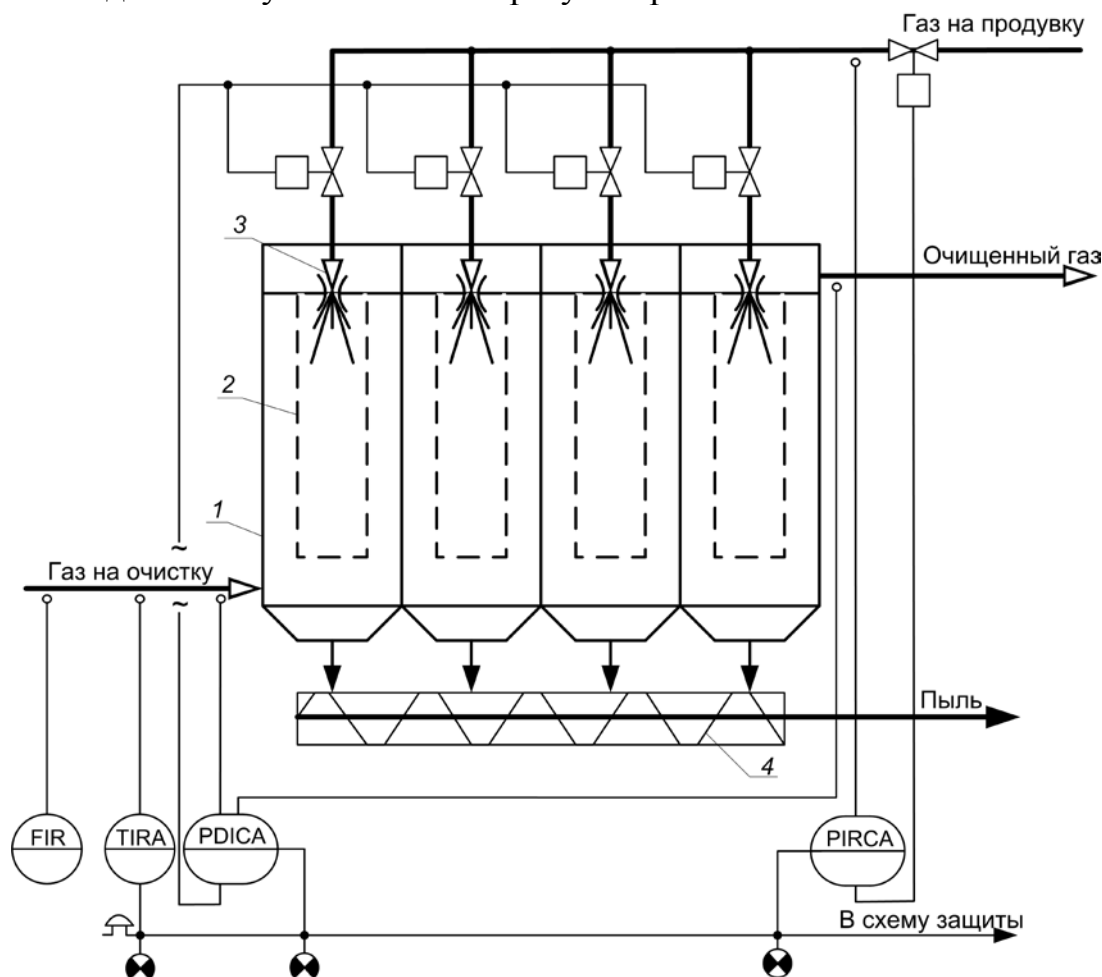 Газ на продувку
3
Очищенный газ
2
1
~
Газ на очистку
~
Пыль
4
FIR
TIRA
PDICA
PIRCA
В схему защиты